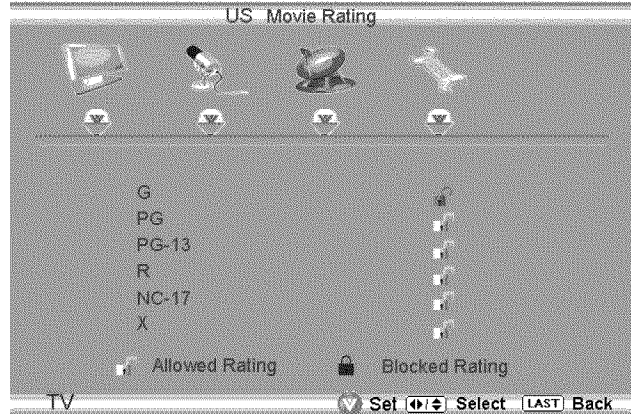 US Movie Rating
G
PG
PG-13
R
NC-17
X
Allowed Rating Blocked Rating
TV Set Select LAST Back